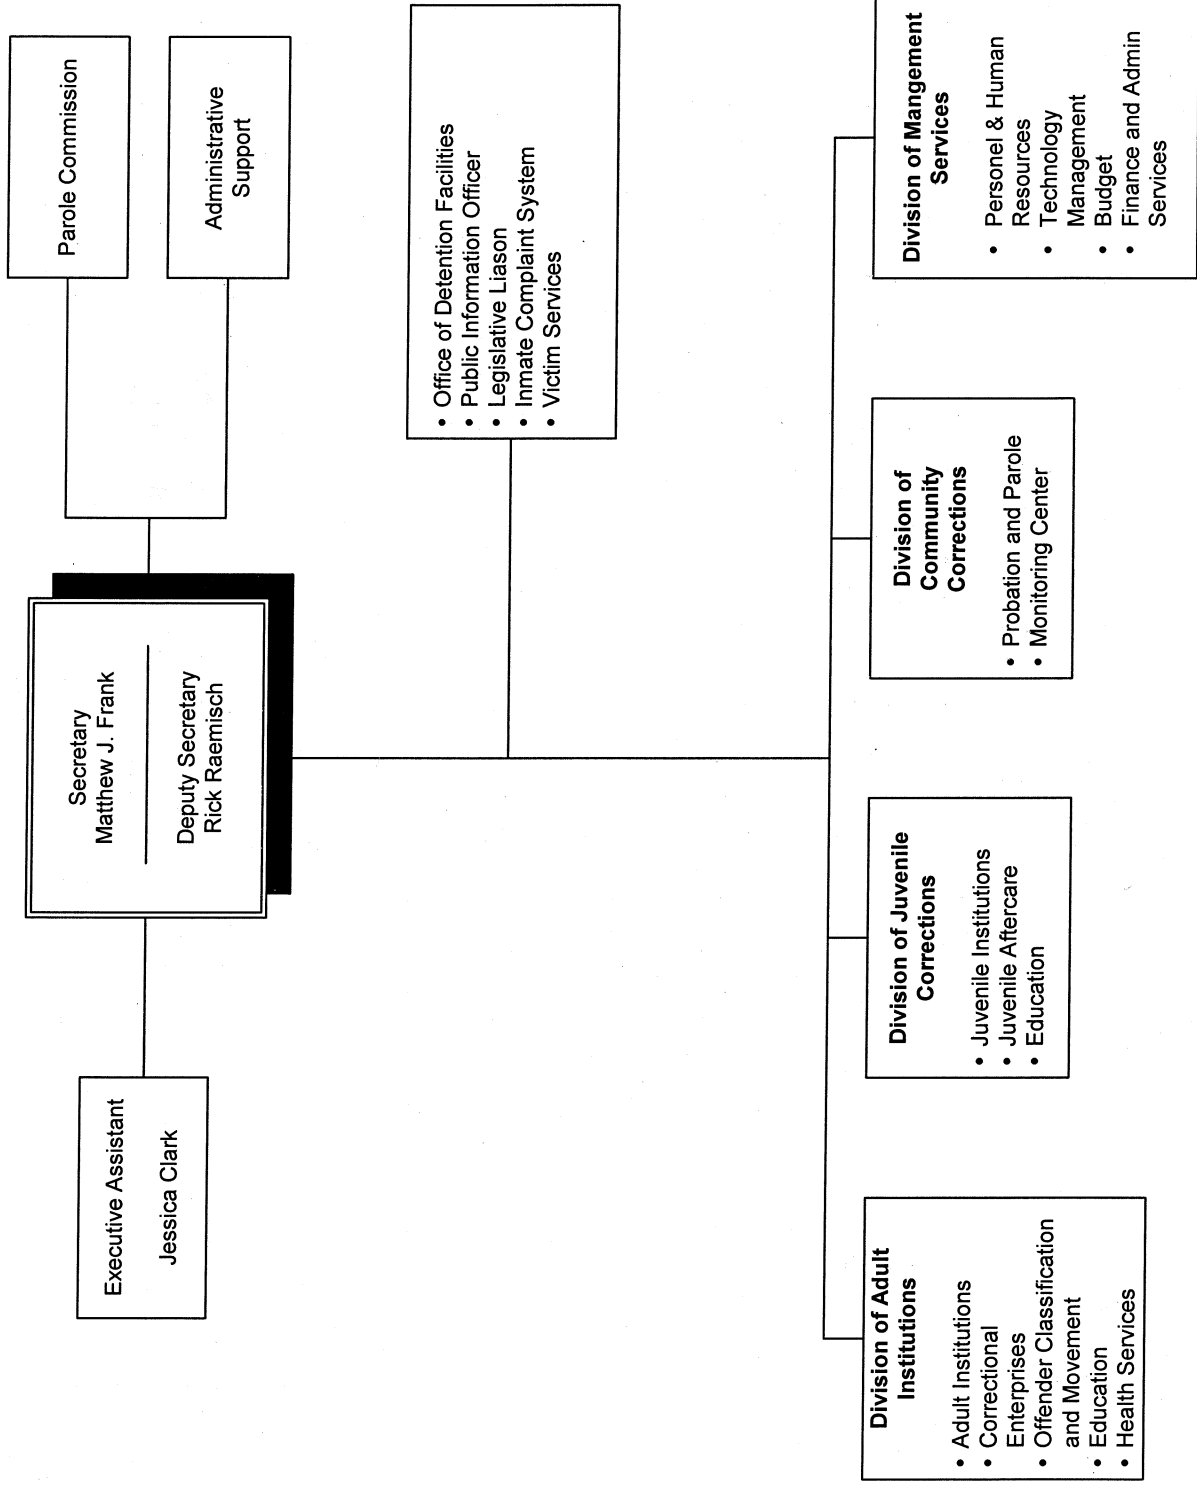 Parole Commission
Administrative
Support
Secretary
Matthew J. Frank
Deputy Secretary
Rick Raemisch
Executive Assistant
Jessica Clark
• Office of Detention Facilities
• Public Information Officer
• Legislative Liason
• Inmate Complaint System
• Victim Services
Division of Adult
Institutions
• Adult Institutions
• Correctional
Enterprises
• Offender Classification
and Movement
• Education
• Health Services
Division of Juvenile
Corrections
• Juvenile Institutions
• Juvenile Aftercare
• Education
Division of
Community
Corrections
• Probation and Parole
• Monitoring Center
Division of Mangement
Services
• Personel & Human
Resources
• Technology
Management
• Budget
• Finance and Admin
Services